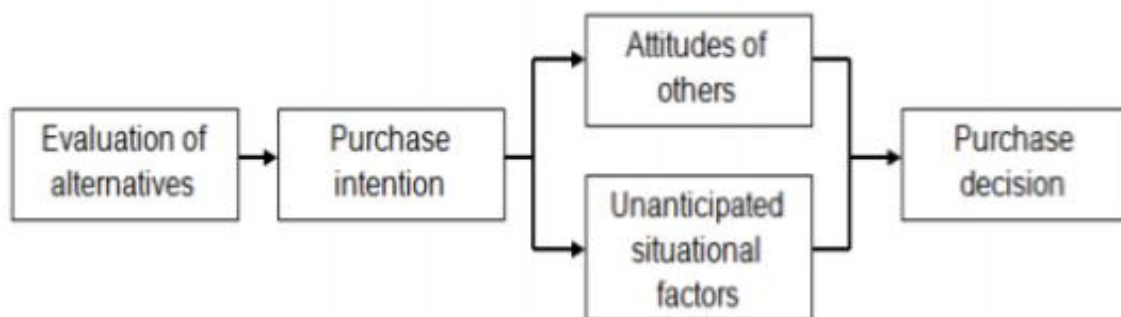 Evaluation of
alternatives
Purchase
intention
Attitudes of
others
Unanticipated
situational
factors
Purchase
decision